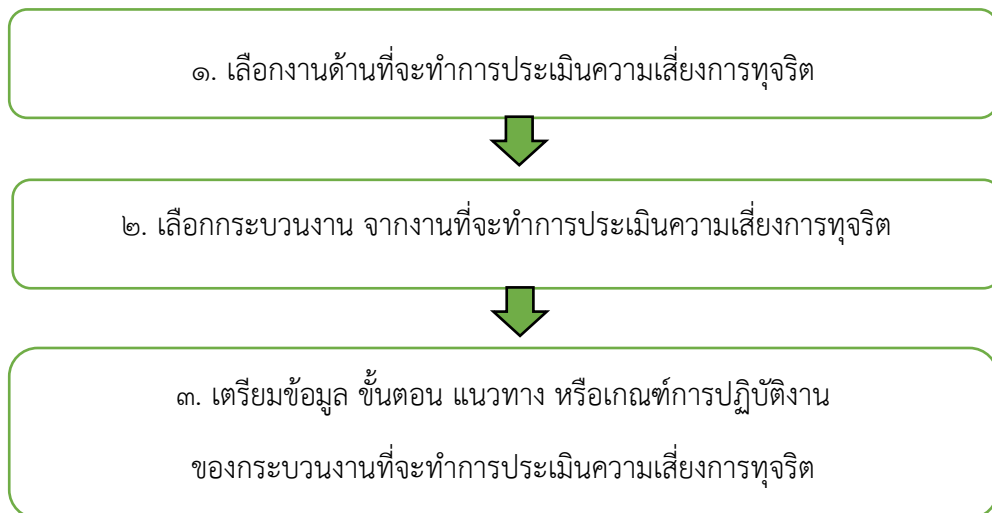 ๑. เลือกงานด้านที่จะทำการประเมินความเสี่ยงการทุจริต
๒. เลือกกระบวนงาน จากงานที่จะทำการประเมินความเสี่ยงการทุจริต
๓. เตรียมข้อมูล ขั้นตอน แนวทาง หรือเกณฑ์การปฏิบัติงาน
ของกระบวนงานที่จะทำการประเมินความเสี่ยงการทุจริต